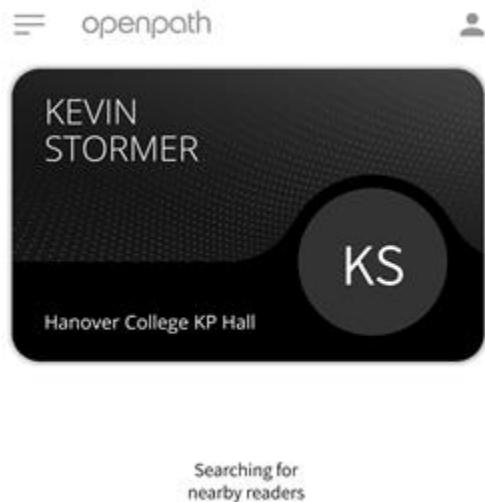 openpath
KEVIN
STORMER
KS
Hanover College KP Hall
Searching for
nearby readers